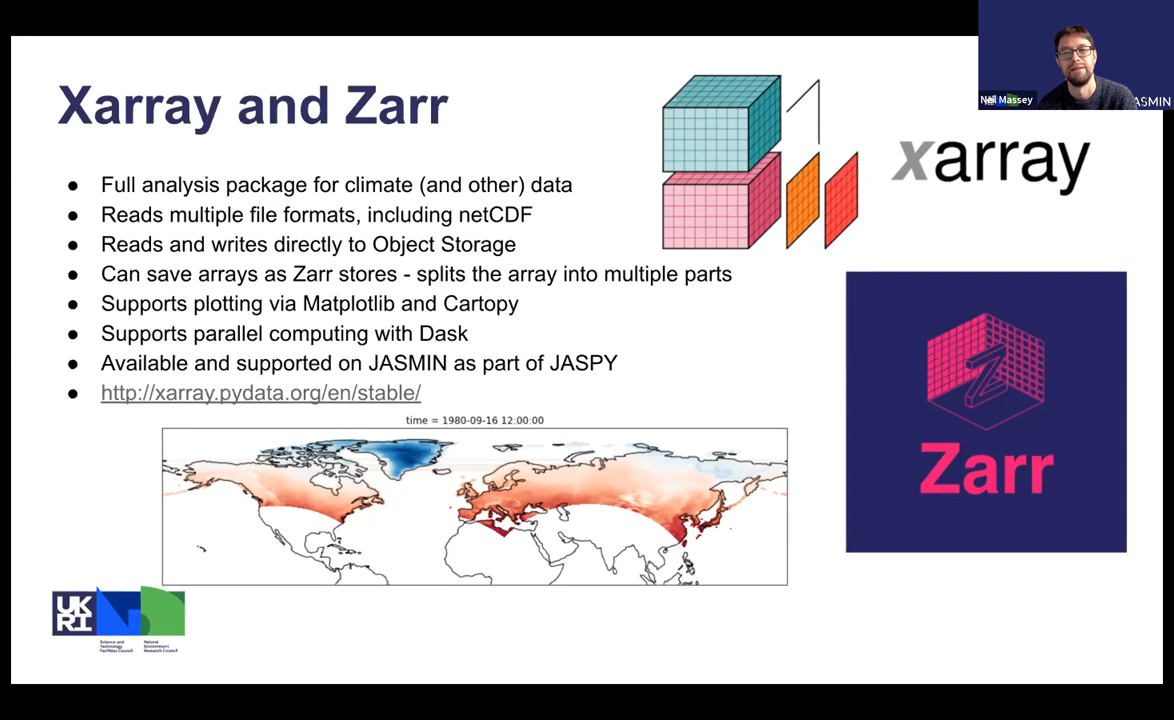 Xarray and Zarr
● Full analysis package for climate (and other) data
● Reads multiple file formats, including netCDF
● Reads and writes directly to Object Storage
● Can save arrays as Zarr stores - splits the array into multiple parts
● Supports plotting via Matplotlib and Cartopy
● Supports parallel computing with Dask
● Available and supported on JASMIN as part of JASPY
● http://xarray.pydata.org/en/stable/
xarray
Neil Massey
ASMIN
Zarr
time = 1980-09-16 12:00:00
UK
RI
Science and
Technology
Facilities Council
Natural
Environment
Research Council